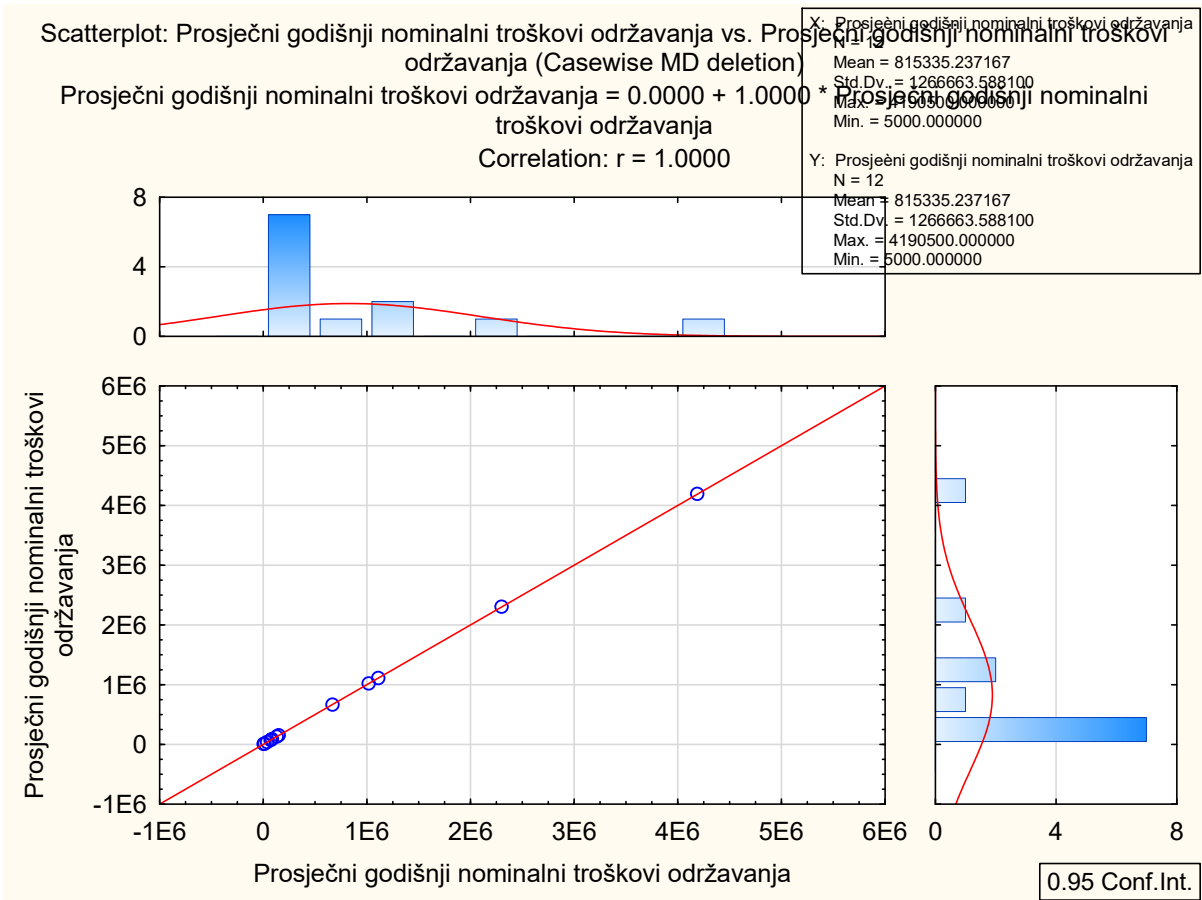 Scatterplot: Prosječni godišnji nominalni troškovi održavanja vs. Prosječni godišnji nominalni troškovi
održavanja (Casewise MD deletion)
Prosječni godišnji nominalni troškovi održavanja = 0.0000 + 1.0000 * Prosječni godišnji nominalni
troškovi održavanja
Correlation: r = 1.0000
X: Prosjeèni godišnji nominalni troškovi održavanja
N = 12
Mean = 815335.237167
Std.Dv. = 1266663.588100
Max. = 4190500.000000
Min. = 5000.000000
Y: Prosjeèni godišnji nominalni troškovi održavanja
N = 12
Mean = 815335.237167
Std.Dv. = 1266663.588100
Max. = 4190500.000000
Min. = 5000.000000
8
4
0
6E6
5E6
4E6
3E6
2E6
1E6
0
-1E6
Prosječni godišnji nominalni troškovi
održavanja
-1E6 0 1E6 2E6 3E6 4E6 5E6 6E6
Prosječni godišnji nominalni troškovi održavanja
0 4 8
0.95 Conf.Int.